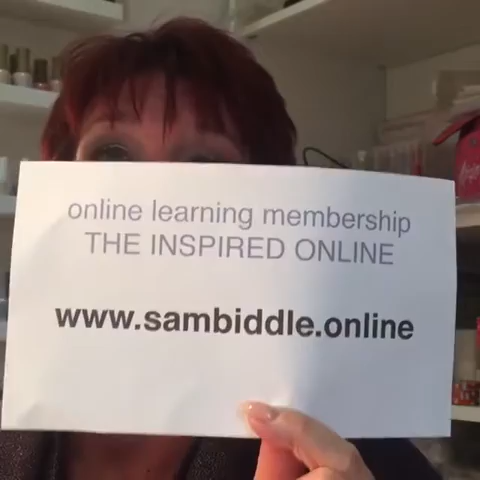 online learning membership
THE INSPIRED ONLINE
www.sambiddle.online